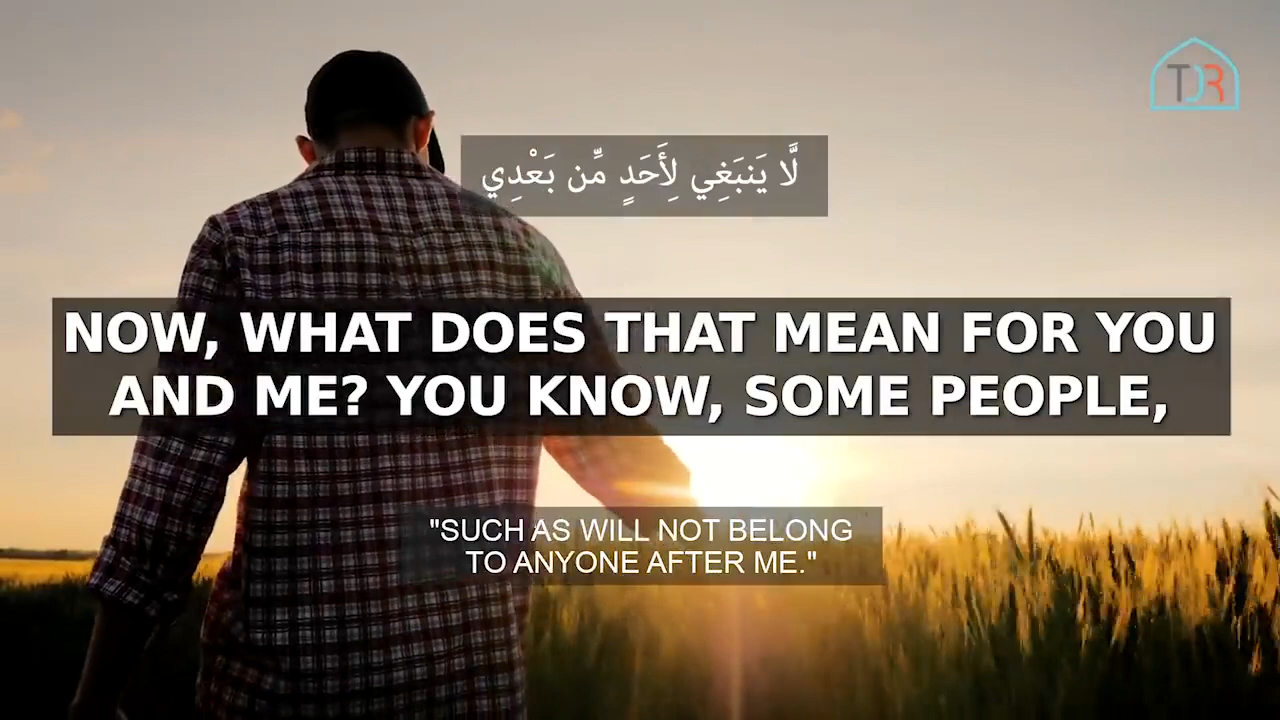 TJR
لَّا يَنبَغِي لِأَحَدٍ مِّن بَعْدِي
NOW, WHAT DOES THAT MEAN FOR YOU
AND ME? YOU KNOW, SOME PEOPLE,
"SUCH AS WILL NOT BELONG
TO ANYONE AFTER ME."